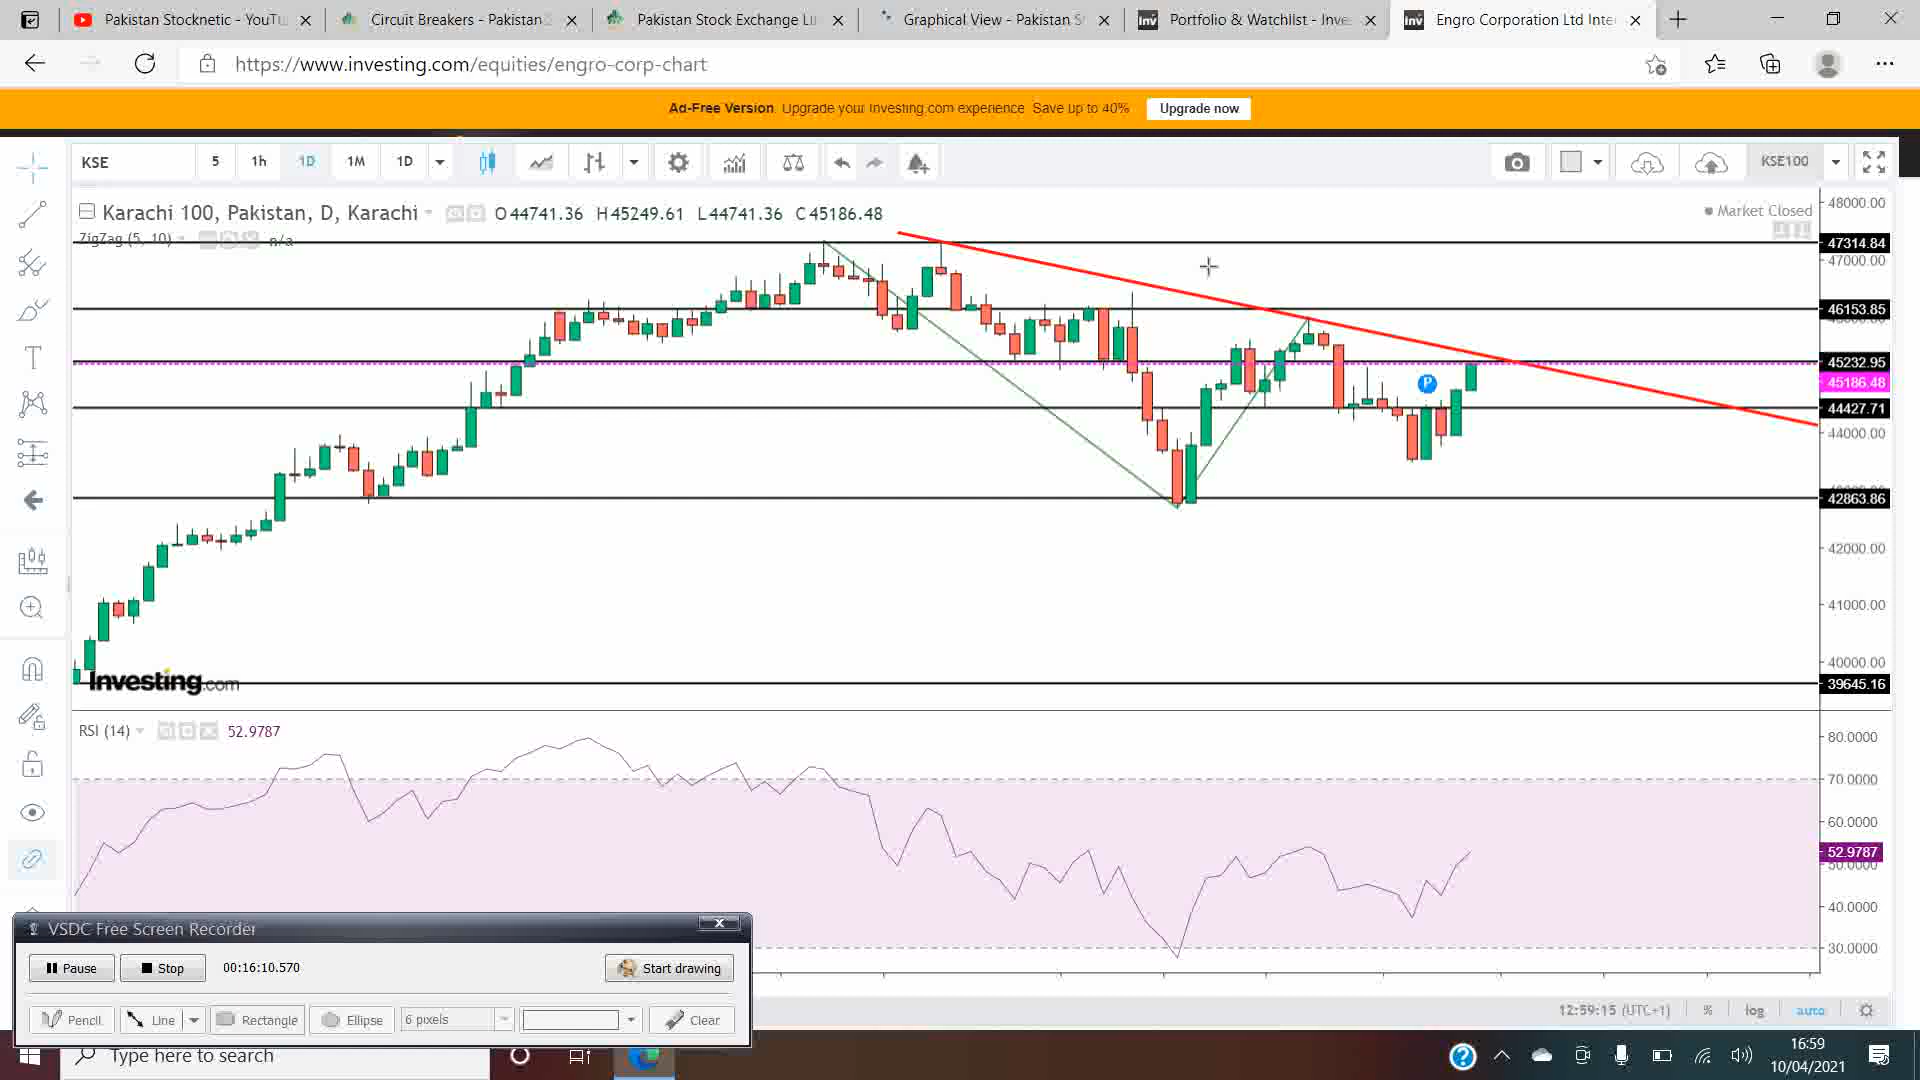 Pakistan Stocknetic - YouTu
Circuit Breakers - Pakistan S
Pakistan Stock Exchange Li
Graphical View - Pakistan S
Portfolio & Watchlist - Inve
Engro Corporation Ltd Inte
https://www.investing.com/equities/engro-corp-chart
Ad-Free Version. Upgrade your Investing.com experience. Save up to 40% Upgrade now
KSE 5 1h 1D 1M 1D KSE100
Karachi 100, Pakistan, D, Karachi O 44741.36 H 45249.61 L 44741.36 C 45186.48
Market Closed
ZigZag (5, 10) n/a
48000.00
47314.84
47000.00
46153.85
45232.95
45186.48
44427.71
44000.00
42863.86
42000.00
41000.00
40000.00
39645.16
P
Investing.com
RSI (14) 52.9787
80.0000
70.0000
60.0000
52.9787
50.0000
40.0000
30.0000
VSDC Free Screen Recorder
Pause Stop 00:16:10.570 Start drawing
Pencil Line Rectangle Ellipse 6 pixels Clear
12:59:15 (UTC+1) % log auto
Type here to search
16:59
10/04/2021